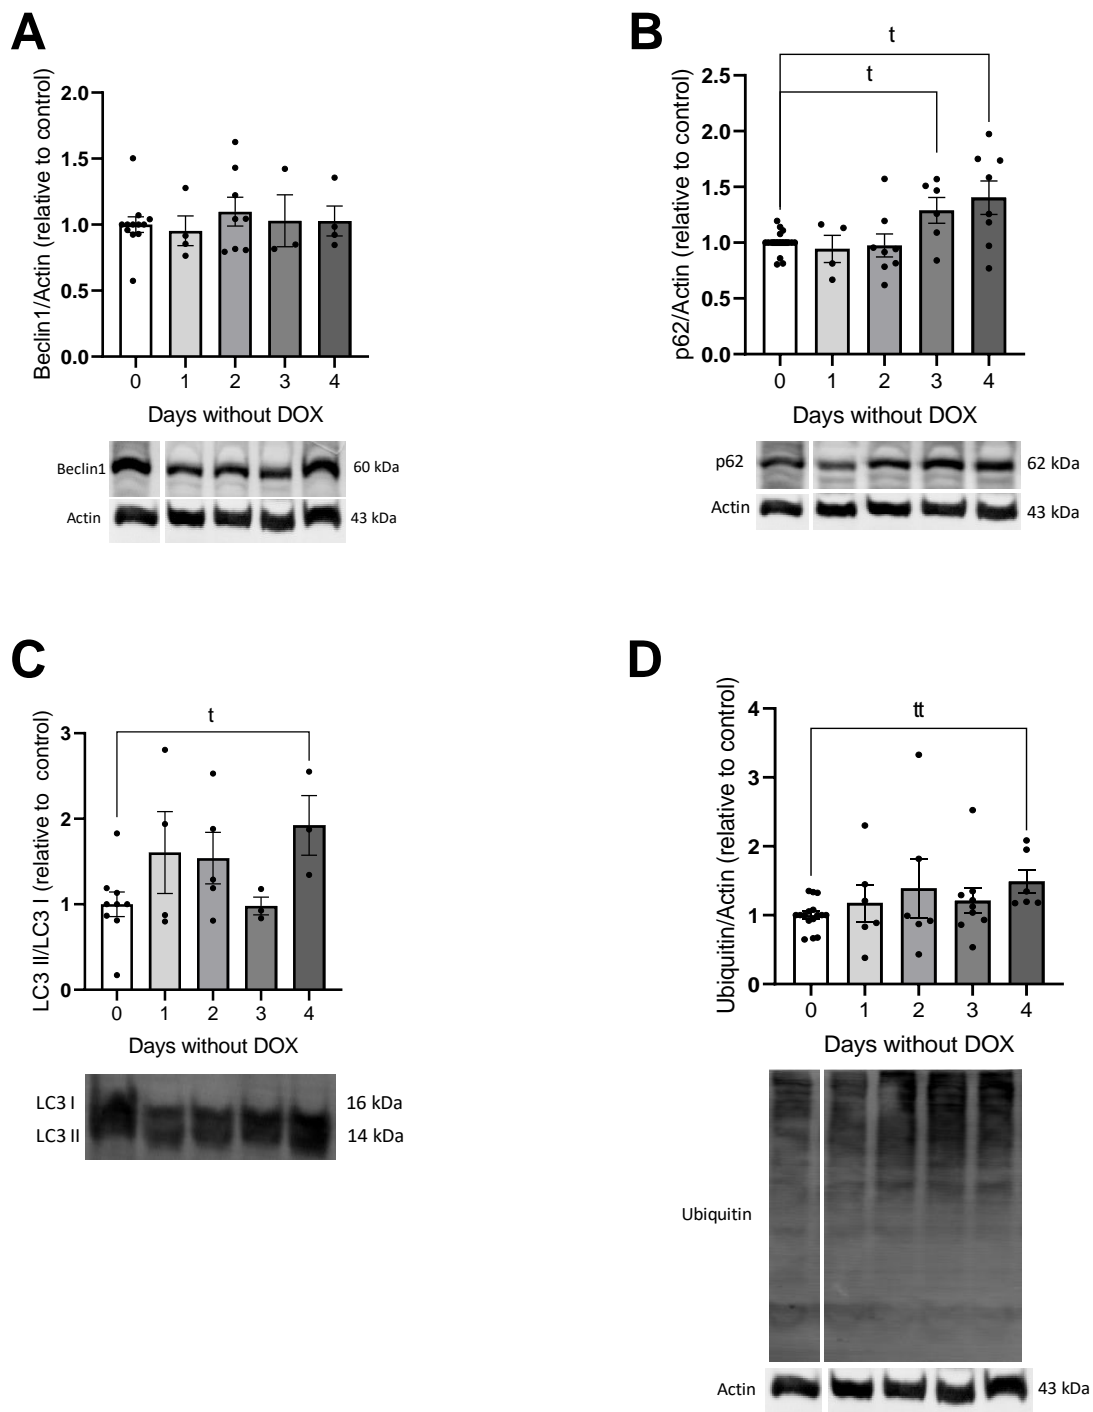 A
Beclin1/Actin (relative to control)
2.0
1.5
1.0
0.5
0.0
0 1 2 3 4
Days without DOX
Beclin1 60 kDa
Actin 43 kDa
B
p62/Actin (relative to control)
t
t
2.5
2.0
1.5
1.0
0.5
0.0
0 1 2 3 4
Days without DOX
p62 62 kDa
Actin 43 kDa
C
LC3 II/LC3 I (relative to control)
t
3
2
1
0
0 1 2 3 4
Days without DOX
LC3 I 16 kDa
LC3 II 14 kDa
D
Ubiquitin/Actin (relative to control)
tt
4
3
2
1
0
0 1 2 3 4
Days without DOX
Ubiquitin
Actin 43 kDa